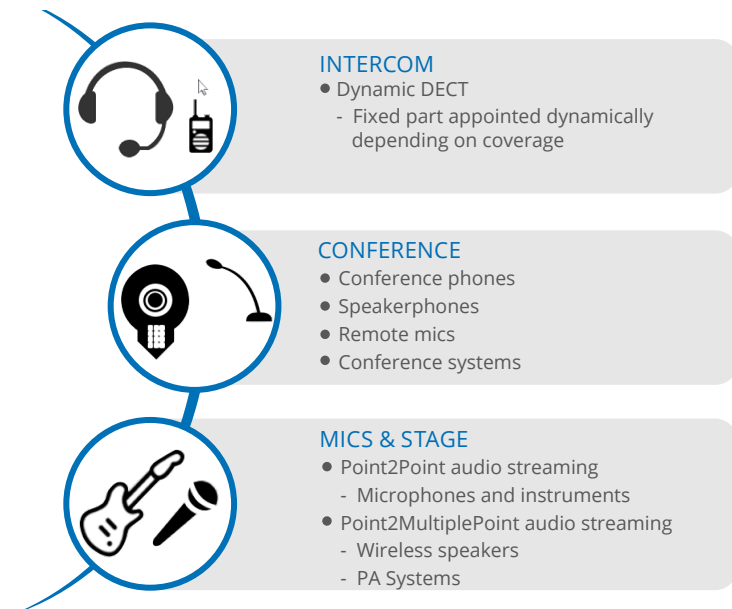 INTERCOM
● Dynamic DECT
- Fixed part appointed dynamically
depending on coverage
CONFERENCE
● Conference phones
● Speakerphones
● Remote mics
● Conference systems
MICS & STAGE
● Point2Point audio streaming
- Microphones and instruments
● Point2MultiplePoint audio streaming
- Wireless speakers
- PA Systems